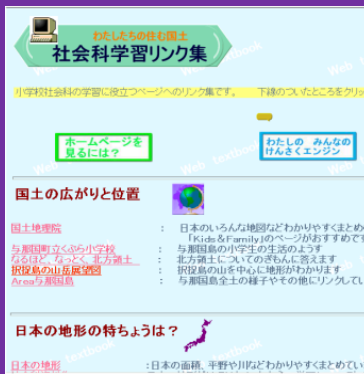 わたしたちの住む国土
社会科学習リンク集
小学校社会科の学習に役立つページへのリンク集です。 下線のついたところをクリッ
ホームページを
見るには？
わたしの みんなの
けんさくエンジン
国土の広がりと位置
国土地理院 : 日本のいろんな地図などわかりやすくまとめ
「Kids＆Family」のページがおすすめです
与那国町立くぶら小学校 : 与那国島の小学生の生活のようす
なるほど、なっとく、北方領土 : 北方領土についてのぎもんに答えます
択捉島の山岳展望図 : 択捉島の山を中心に地形がわかります
Area与那国島 : 与那国島全土の様子やその他にリンクしてい
日本の地形の特ちょうは？
日本の地形 :日本の面積、平野や川などわかりやすくまとめてい
Web textbook